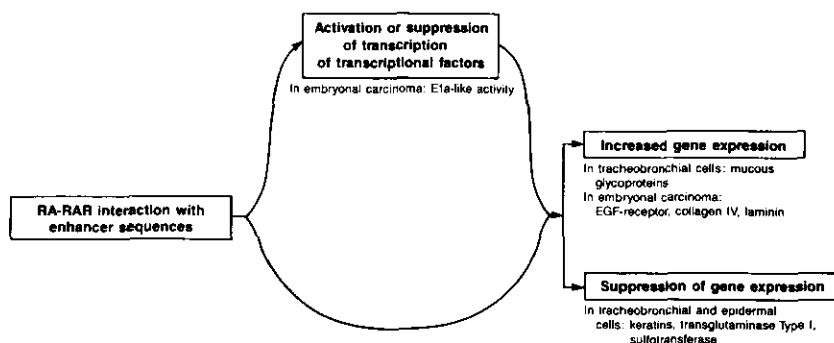 Activation or suppression
of transcription
of transcriptional factors
In embryonal carcinoma: E1a-like activity
RA-RAR interaction with
enhancer sequences
Increased gene expression
In tracheobronchial cells: mucous
glycoproteins
In embryonal carcinoma:
EGF-receptor, collagen IV, laminin
Suppression of gene expression
In tracheobronchial and epidermal
cells: keratins, transglutaminase Type I,
sulfotransferase